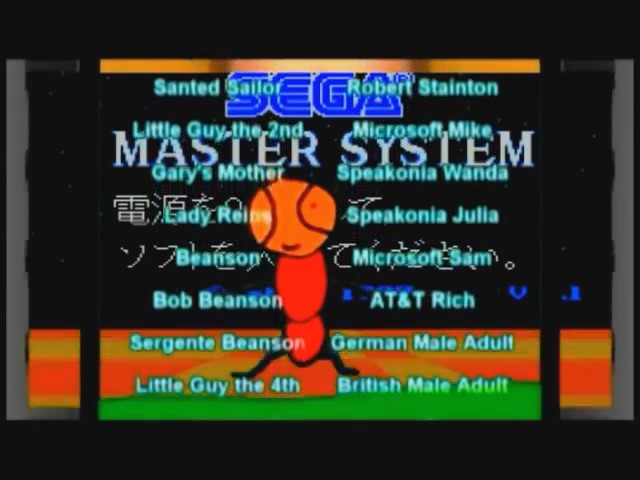 SEGA
Santed Sailor Robert Stainton
MASTER SYSTEM
Little Guy the 2nd Microsoft Mike
Gary's Mother Speakonia Wanda
電源を て、
Lady Reios Speakonia Julia
ソフトを てください。
Beanson Microsoft Sam
Bob Beanson AT&T Rich
Sergente Beanson German Male Adult
Little Guy the 4th British Male Adult